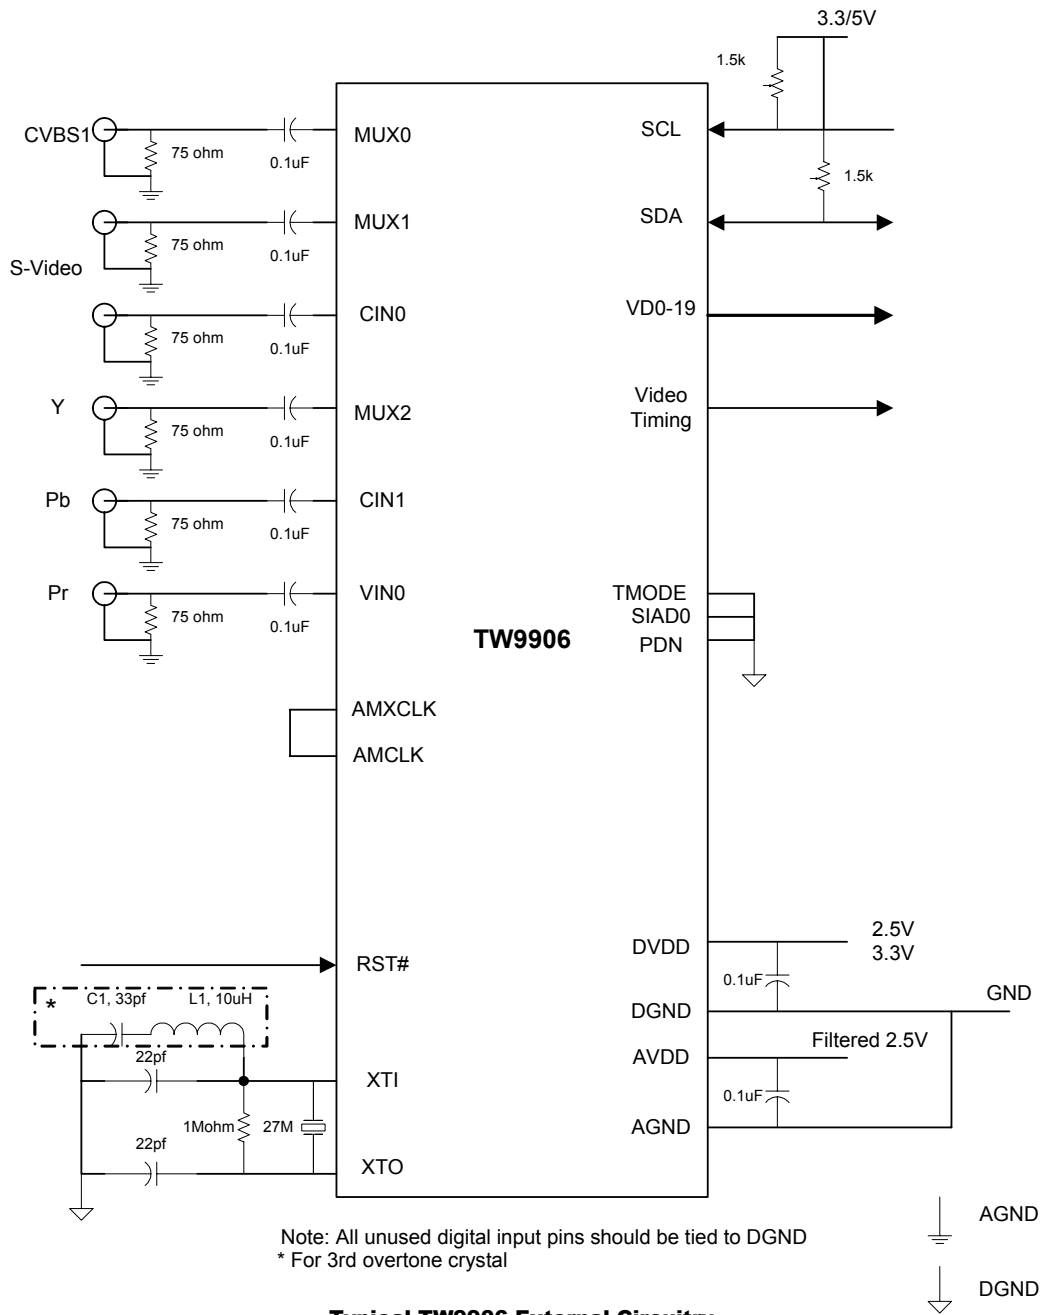 3.3/5V
1.5k
CVBS1
75 ohm
0.1uF
MUX0
SCL
1.5k
S-Video
75 ohm
0.1uF
MUX1
SDA
75 ohm
0.1uF
CIN0
VD0-19
Y
75 ohm
0.1uF
MUX2
Video
Timing
Pb
75 ohm
0.1uF
CIN1
Pr
75 ohm
0.1uF
VIN0
TMODE
SIAD0
PDN
TW9906
AMXCLK
AMCLK
RST#
DVDD
2.5V
3.3V
0.1uF
DGND
GND
* C1, 33pf L1, 10uH
22pf
XTI
AVDD
Filtered 2.5V
0.1uF
1Mohm
27M
AGND
22pf
XTO
Note: All unused digital input pins should be tied to DGND
* For 3rd overtone crystal
AGND
DGND
Typical TW9906 External Circuitry